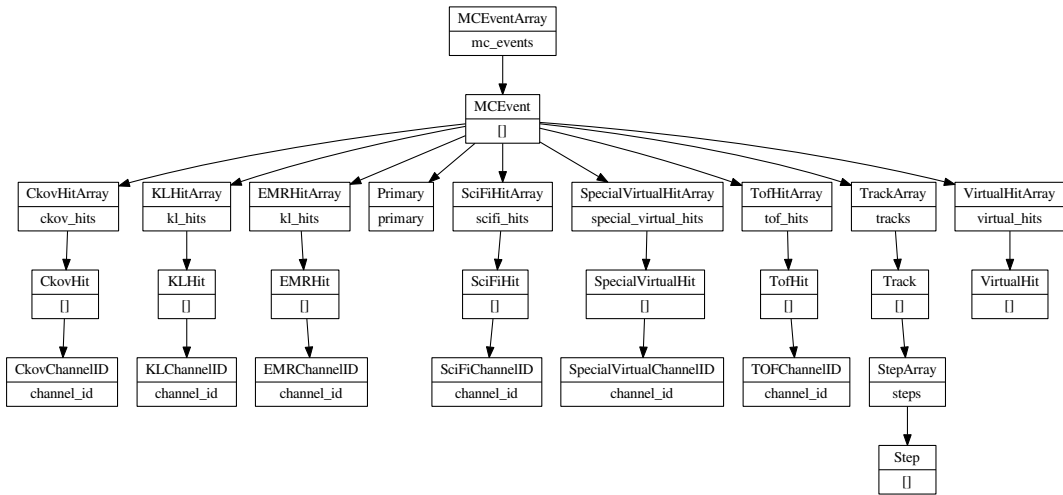 MCEventArray
mc_events
MCEvent
[]
CkovHitArray
ckov_hits
KLHitArray
kl_hits
EMRHitArray
kl_hits
Primary
primary
SciFiHitArray
scifi_hits
SpecialVirtualHitArray
special_virtual_hits
TofHitArray
tof_hits
TrackArray
tracks
VirtualHitArray
virtual_hits
CkovHit
[]
KLHit
[]
EMRHit
[]
SciFiHit
[]
SpecialVirtualHit
[]
TofHit
[]
Track
[]
VirtualHit
[]
CkovChannelID
channel_id
KLChannelID
channel_id
EMRChannelID
channel_id
SciFiChannelID
channel_id
SpecialVirtualChannelID
channel_id
TOFChannelID
channel_id
StepArray
steps
Step
[]